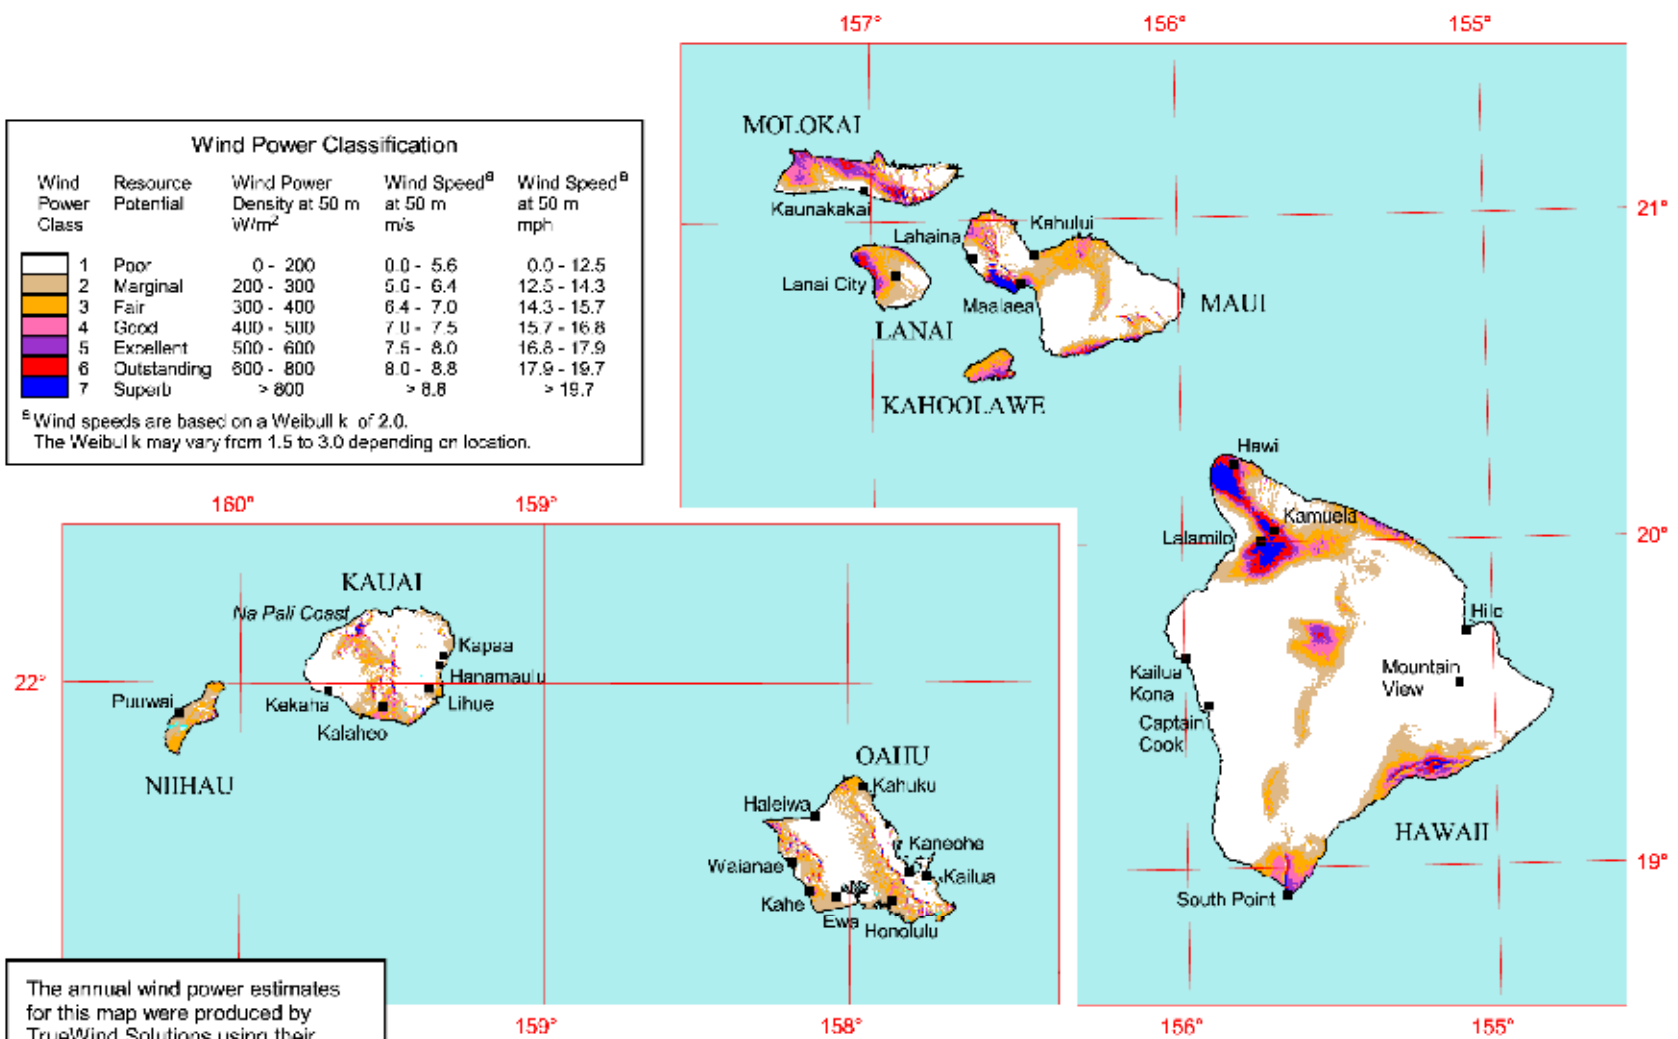 157°
156°
155°
Wind Power Classification
Wind Power Class
Resource Potential
Wind Power Density at 50 m W/m²
Wind Speedᵃ at 50 m m/s
Wind Speedᵃ at 50 m mph
1 Poor 0 - 200 0.0 - 5.6 0.0 - 12.5
2 Marginal 200 - 300 5.6 - 6.4 12.5 - 14.3
3 Fair 300 - 400 6.4 - 7.0 14.3 - 15.7
4 Good 400 - 500 7.0 - 7.5 15.7 - 16.8
5 Excellent 500 - 600 7.5 - 8.0 16.8 - 17.9
6 Outstanding 600 - 800 8.0 - 8.8 17.9 - 19.7
7 Superb > 800 > 8.8 > 19.7
ᵃ Wind speeds are based on a Weibull k of 2.0.
The Weibul k may vary from 1.5 to 3.0 depending on location.
MOLOKAI
Kaunakakai
Lahaina
Kahului
Lanai City
Maalaea
LANAI
MAUI
KAHOOLAWE
21°
Hawi
Kamuela
Lalamilo
20°
Hilo
Kailua
Kona
Mountain
View
Captain
Cook
HAWAII
South Point
19°
160°
159°
KAUAI
Na Pali Coast
Kapaa
Hanamaulu
Lihue
22°
Puuwai
Kekaha
Kalaheo
NIIHAU
OAHU
Kahuku
Haleiwa
Kaneohe
Waianae
Kailua
Kahe
Ewa
Honolulu
The annual wind power estimates
for this map were produced by
TrueWind Solutions using their
159°
158°
156°
155°